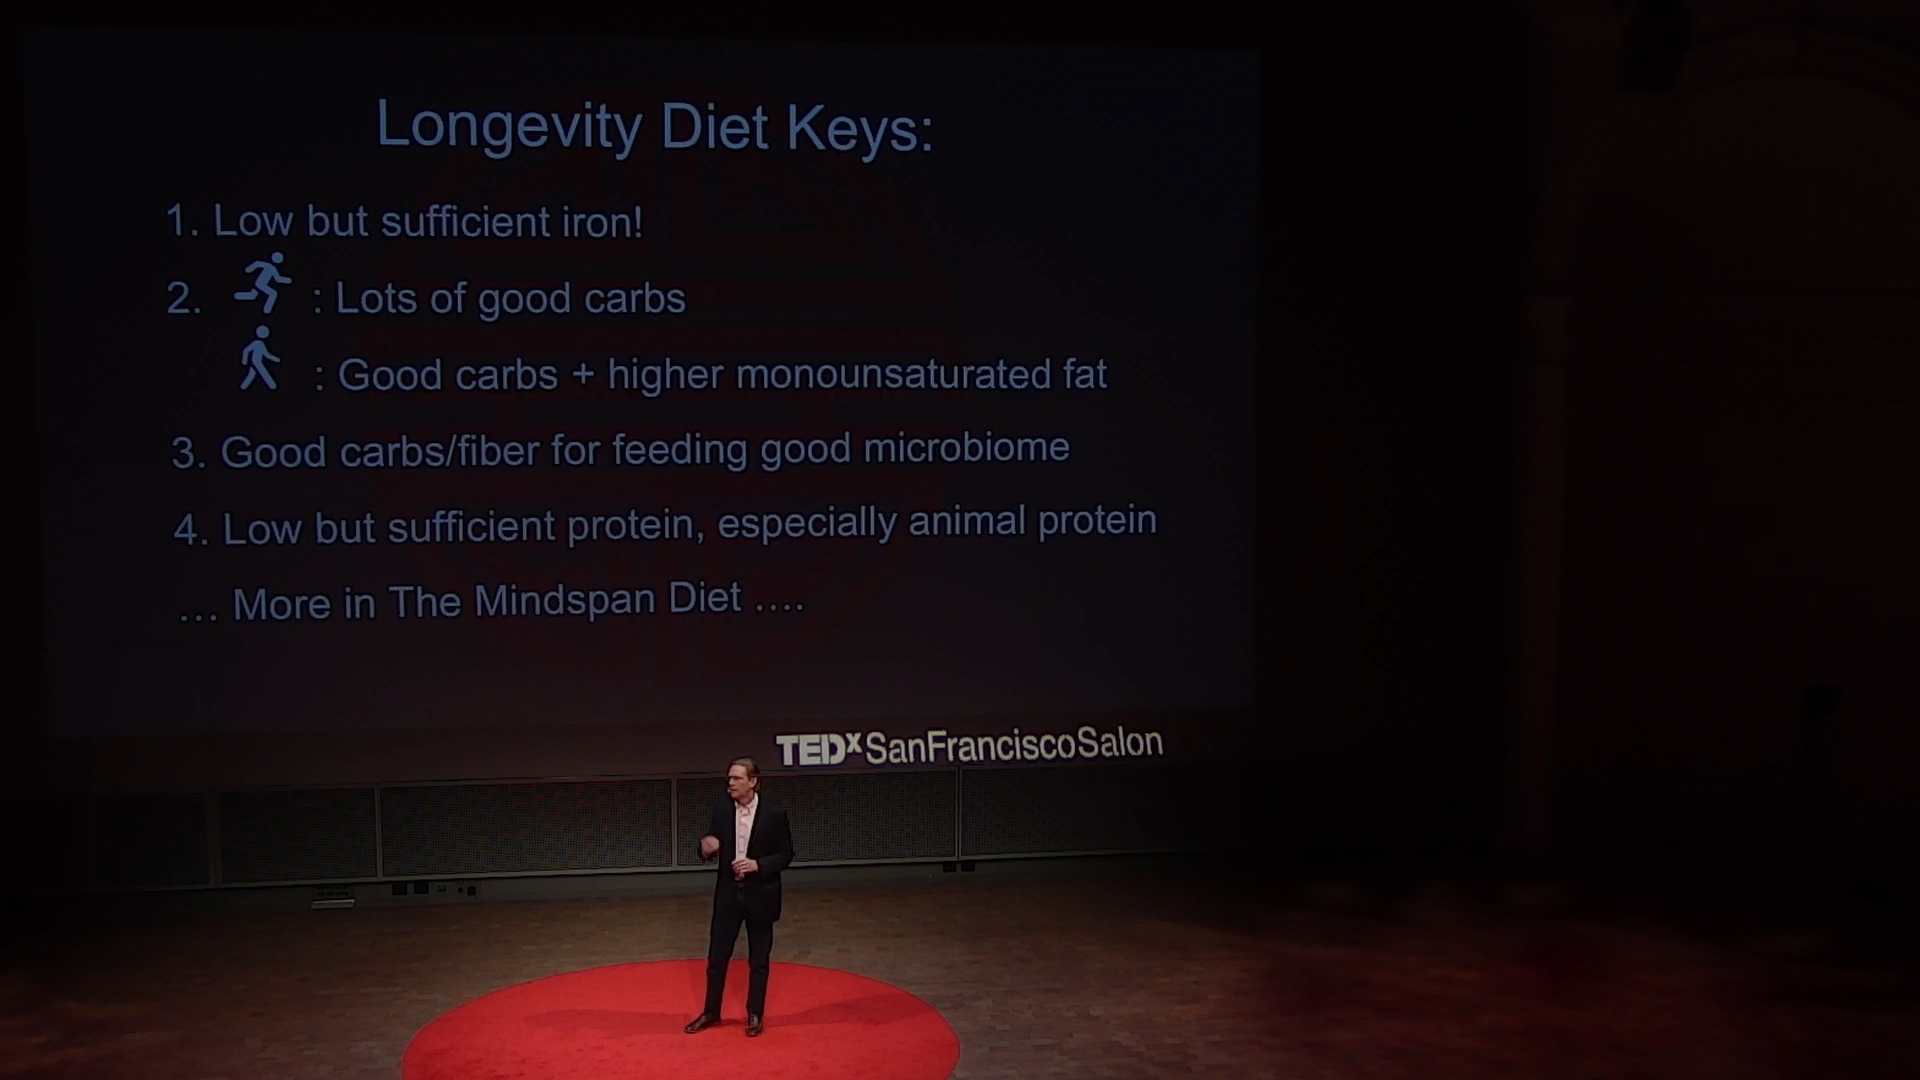 Longevity Diet Keys:
1. Low but sufficient iron!
2. : Lots of good carbs
: Good carbs + higher monounsaturated fat
3. Good carbs/fiber for feeding good microbiome
4. Low but sufficient protein, especially animal protein
... More in The Mindspan Diet ....
TEDxSanFranciscoSalon